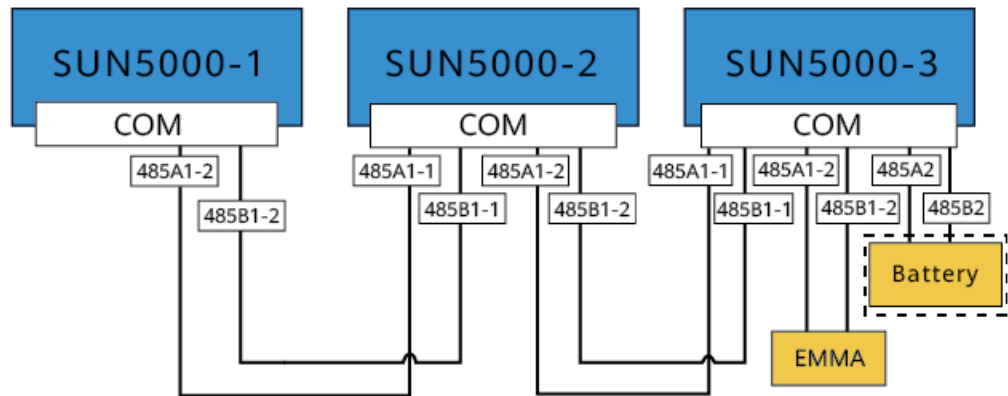 SUN5000-1
SUN5000-2
SUN5000-3
COM
COM
COM
485A1-2
485A1-1
485A1-2
485A1-1
485A1-2
485A2
485B1-2
485B1-1
485B1-2
485B1-1
485B1-2
485B2
Battery
EMMA